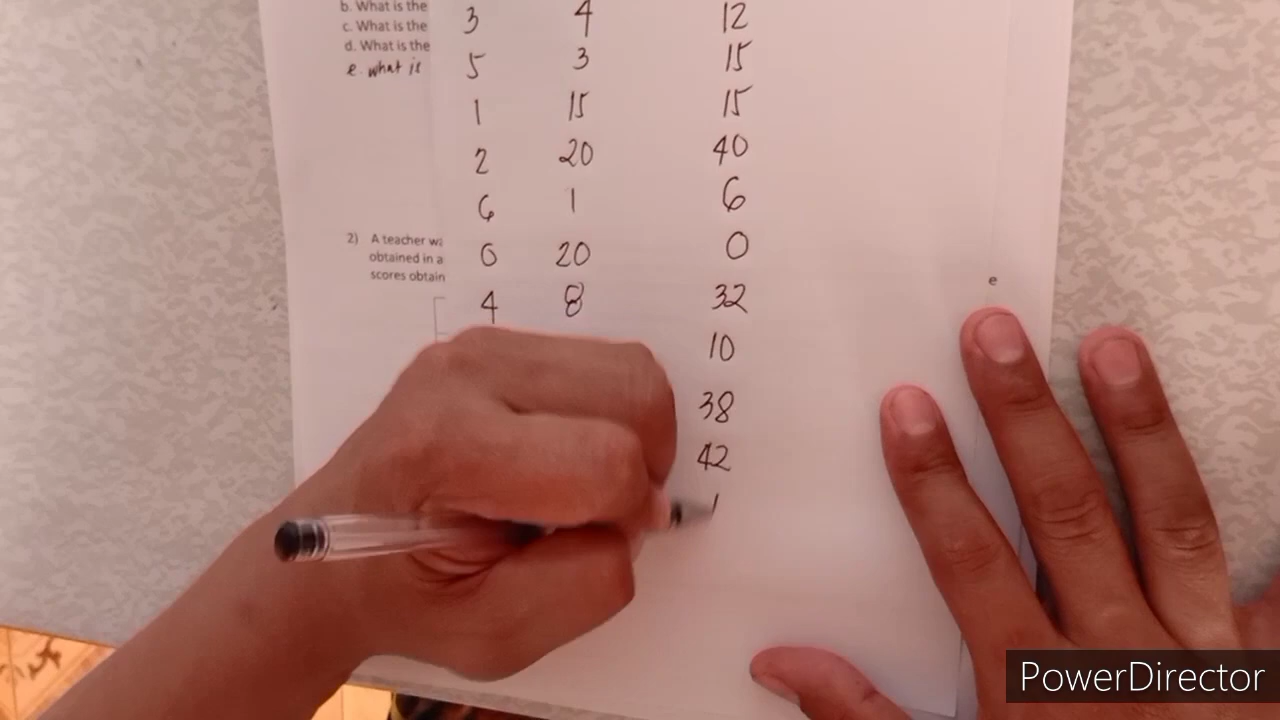 b. What is the
c. What is the
d. What is the
e. what is
3 4 12
5 3 15
1 15 15
2 20 40
6 1 6
0 20 0
4 8 32
10
38
42
1
2) A teacher
obtained in a
scores obtain
e
PowerDirector